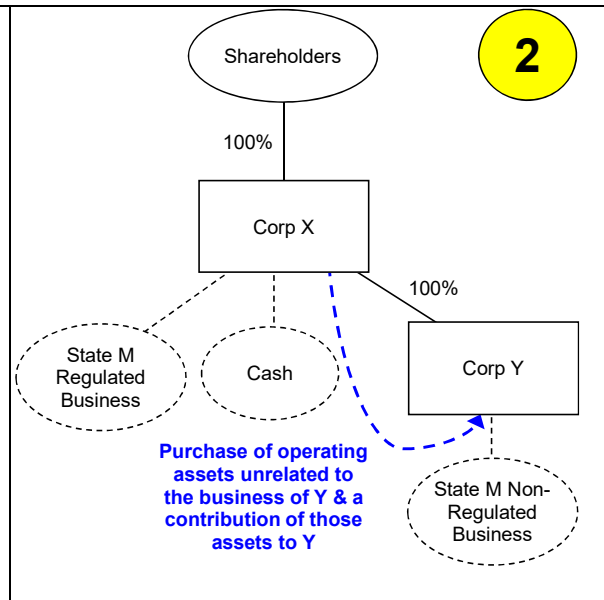 Shareholders
2
100%
Corp X
100%
State M
Regulated
Business
Cash
Corp Y
Purchase of operating
assets unrelated to
the business of Y & a
contribution of those
assets to Y
State M Non-
Regulated
Business